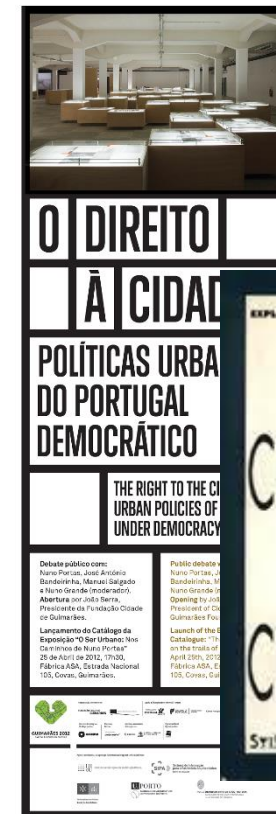 O DIREITO
À CIDAD
POLÍTICAS URBA
DO PORTUGAL
DEMOCRÁTICO
THE RIGHT TO THE CI
URBAN POLICIES OF
UNDER DEMOCRACY
Debate público com:
Nuno Portas, José António
Bandeirinha, Manuel Salgado
e Nuno Grande (moderador).
Abertura por João Serra,
Presidente da Fundação Cidade
de Guimarães.
Lançamento do Catálogo da
Exposição "O Ser Urbano: Nos
Caminhos de Nuno Portas"
25 de Abril de 2012, 17h30,
Fábrica ASA, Estrada Nacional
105, Covas, Guimarães.
Public debate w
Nuno Portas, J
Bandeirinha, M
Nuno Grande (
Opening by Joã
President of Ci
Guimarães Fou
Launch of the E
Catalogue: "Th
on the trails of
April 25th, 2012
Fábrica ASA, E
105, Covas, Gui
EXPL
C
C
GUIMARÃES 2012
SIPA
U.PORTO